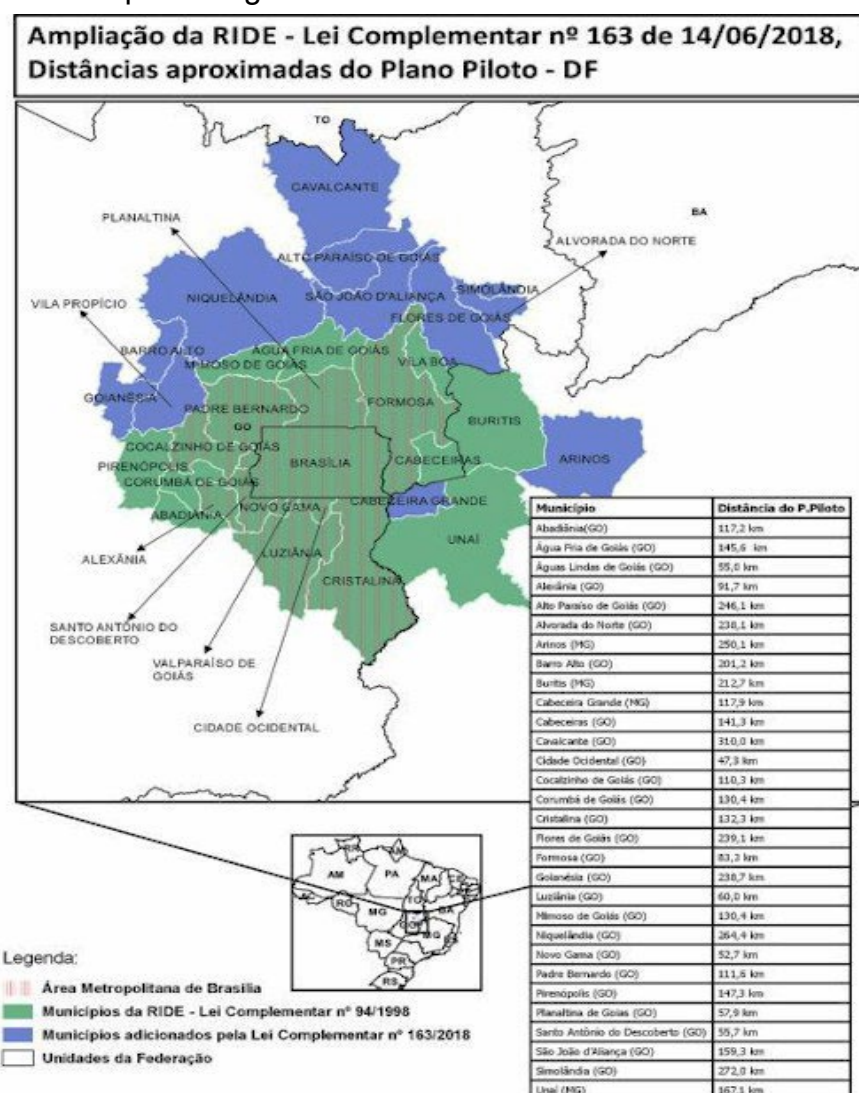 Ampliação da RIDE - Lei Complementar nº 163 de 14/06/2018,
Distâncias aproximadas do Plano Piloto - DF
TO
CAVALCANTE
PLANALTINA
BA
ALVORADA DO NORTE
ALTO PARAÍSO DE GOIÁS
SIMOLÂNDIA
NIQUELÂNDIA
SÃO JOÃO D'ALIANÇA
VILA PROPÍCIO
FLORES DE GOIÁS
BARRO ALTO
ÁGUA FRIA DE GOIÁS
MIMOSO DE GOIÁS
VILA BOA
GOIANÉSIA
PADRE BERNARDO
FORMOSA
BURITIS
GO
COCALZINHO DE GOIÁS
PIRENÓPOLIS
BRASÍLIA
CABECEIRAS
ARINOS
CORUMBÁ DE GOIÁS
ABADIÂNIA
NOVO GAMA
CABECEIRA GRANDE
UNAÍ
ALEXÂNIA
LUZIÂNIA
CRISTALINA
SANTO ANTÔNIO DO
DESCOBERTO
VALPARAÍSO DE
GOIÁS
CIDADE OCIDENTAL
Município Distância do P.Piloto
Abadiânia(GO) 117,2 km
Água Fria de Goiás (GO) 145,6 km
Águas Lindas de Goiás (GO) 55,0 km
Alexânia (GO) 91,7 km
Alto Paraíso de Goiás (GO) 246,1 km
Alvorada do Norte (GO) 238,1 km
Arinos (MG) 250,1 km
Barro Alto (GO) 201,2 km
Buritis (MG) 212,7 km
Cabeceira Grande (MG) 117,9 km
Cabeceiras (GO) 141,3 km
Cavalcante (GO) 310,0 km
Cidade Ocidental (GO) 47,3 km
Cocalzinho de Goiás (GO) 110,3 km
Corumbá de Goiás (GO) 130,4 km
Cristalina (GO) 132,3 km
Flores de Goiás (GO) 239,1 km
Formosa (GO) 83,3 km
Goianésia (GO) 238,7 km
Luziânia (GO) 60,0 km
Mimoso de Goiás (GO) 130,4 km
Niquelândia (GO) 264,4 km
Novo Gama (GO) 52,7 km
Padre Bernardo (GO) 111,6 km
Pirenópolis (GO) 147,3 km
Planaltina de Goias (GO) 57,9 km
Santo Antônio do Descoberto (GO) 55,7 km
São João d'Aliança (GO) 159,3 km
Simolândia (GO) 272,0 km
Unaí (MG) 167,1 km
AM
PA
MA
CE
TO
RO
MG
BA
GO
MG
MS
PR
RS
Legenda:
Área Metropolitana de Brasília
Municípios da RIDE - Lei Complementar nº 94/1998
Municípios adicionados pela Lei Complementar nº 163/2018
Unidades da Federação